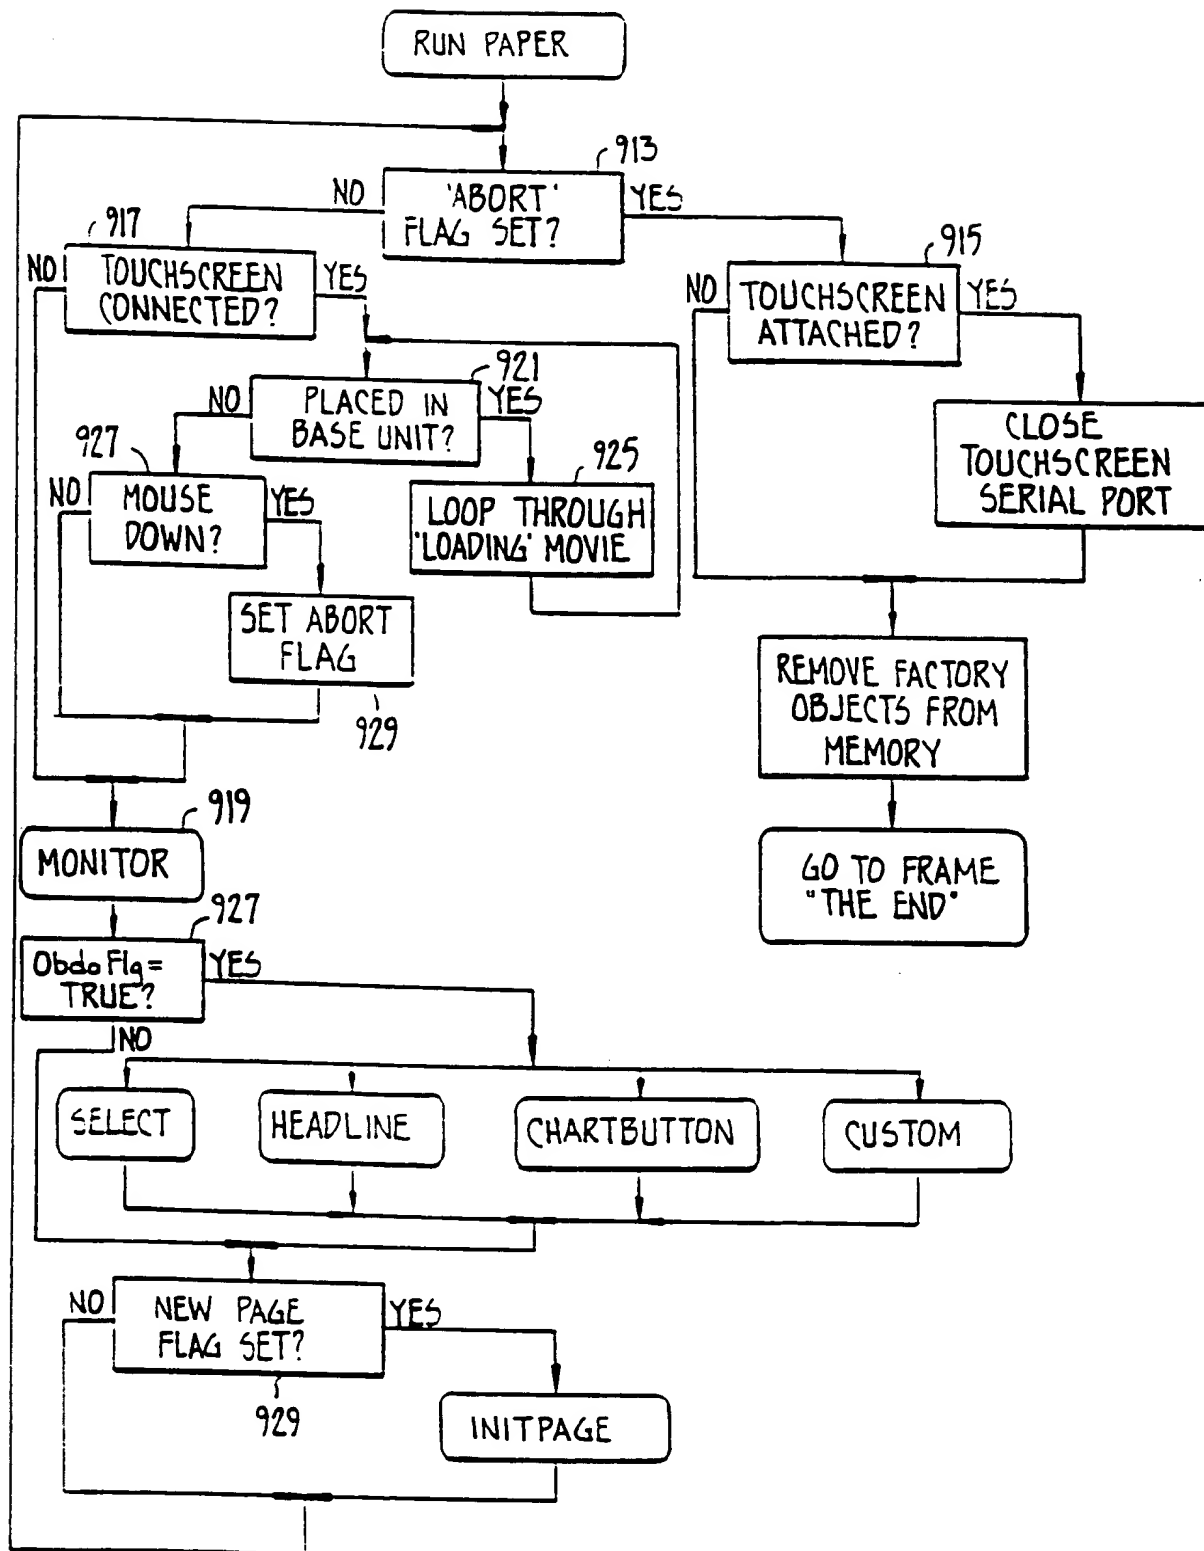 RUN PAPER
913
'ABORT'
FLAG SET?
NO
YES
917
TOUCHSCREEN
CONNECTED?
NO
YES
915
TOUCHSCREEN
ATTACHED?
NO
YES
921
PLACED IN
BASE UNIT?
NO
YES
CLOSE
TOUCHSCREEN
SERIAL PORT
927
MOUSE
DOWN?
NO
YES
925
LOOP THROUGH
'LOADING' MOVIE
SET ABORT
FLAG
929
REMOVE FACTORY
OBJECTS FROM
MEMORY
919
MONITOR
GO TO FRAME
"THE END"
927
ObdoFlg=
TRUE?
YES
NO
SELECT
HEADLINE
CHARTBUTTON
CUSTOM
NEW PAGE
FLAG SET?
NO
YES
929
INITPAGE